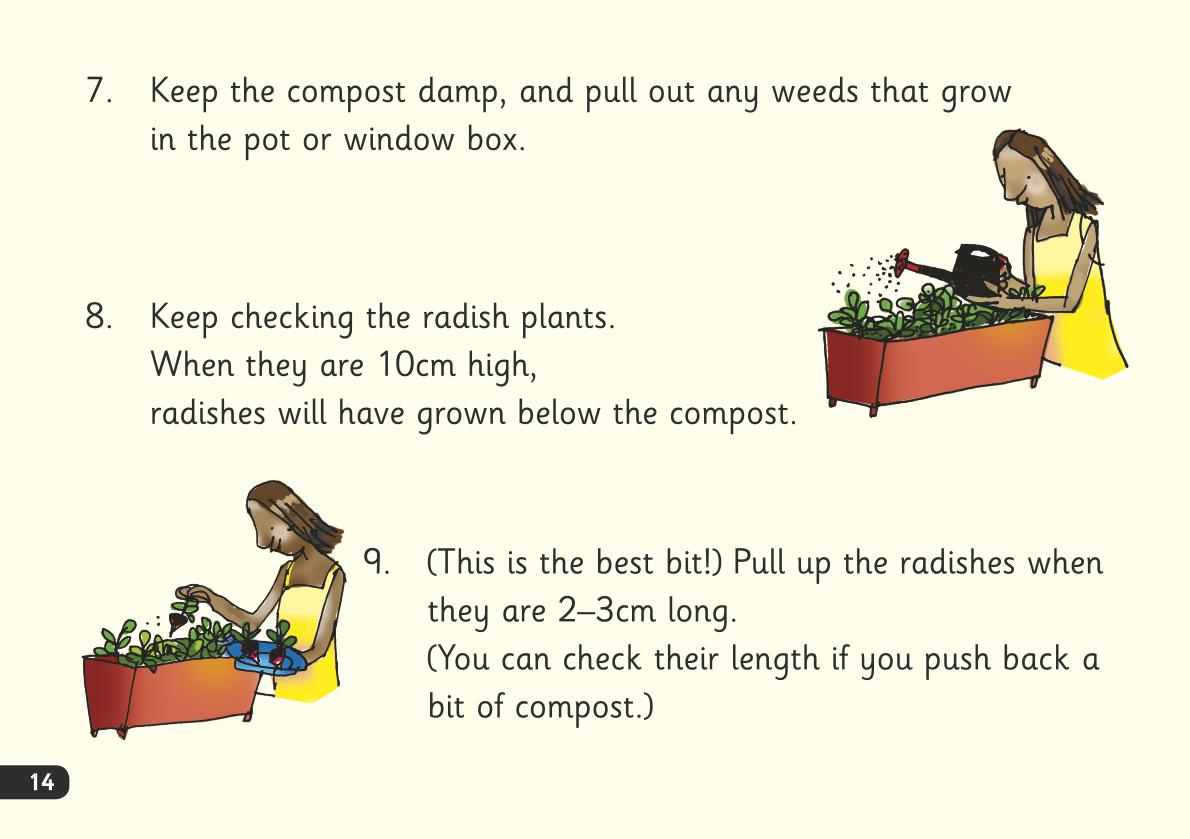 7. Keep the compost damp, and pull out any weeds that grow
in the pot or window box.
8. Keep checking the radish plants.
When they are 10cm high,
radishes will have grown below the compost.
9. (This is the best bit!) Pull up the radishes when
they are 2–3cm long.
(You can check their length if you push back a
bit of compost.)
14